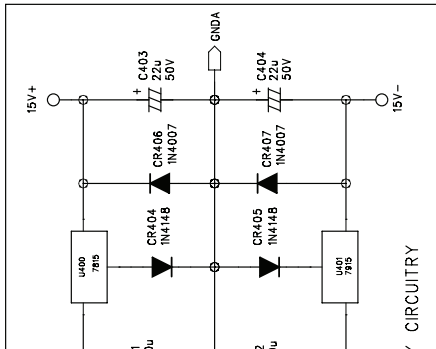 GNDA
+ C403
22u
50V
+ C404
22u
50V
15V+
15V-
CR406
1N4007
CR407
1N4007
CR404
1N4148
CR405
1N4148
U400
7815
U401
7915
CIRCUITRY